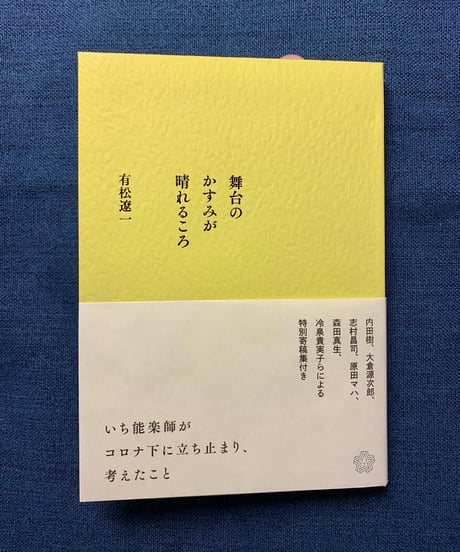 舞台の
かすみが
晴れるころ
有松遼一
内田樹、大倉源次郎、
志村昌司、原田マハ、
森田真生、
冷泉貴実子らによる
特別寄稿集付き
いち能楽師が
コロナ下に立ち止まり、
考えたこと